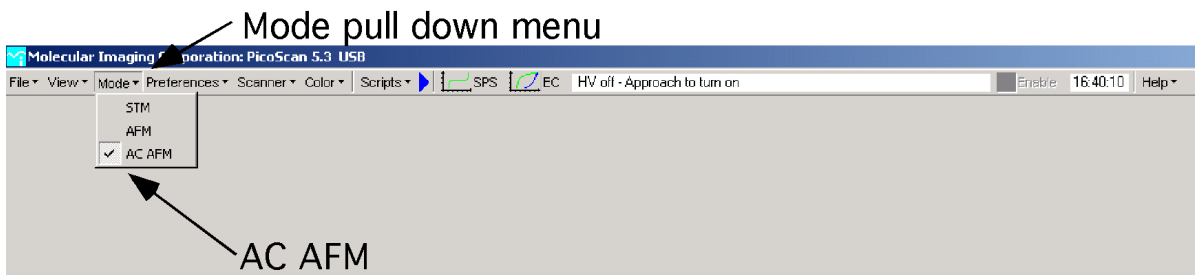 Mode pull down menu
Molecular Imaging Corporation: PicoScan 5.3 USB
File View Mode Preferences Scanner Color Scripts SPS EC HV off - Approach to turn on Enable 16:40:10 Help
STM
AFM
AC AFM
AC AFM